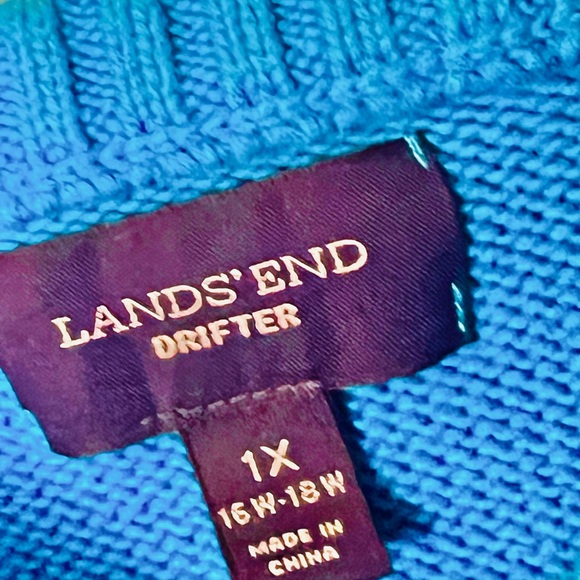 LANDS' END
DRIFTER
1X
16W-18W
MADE IN
CHINA